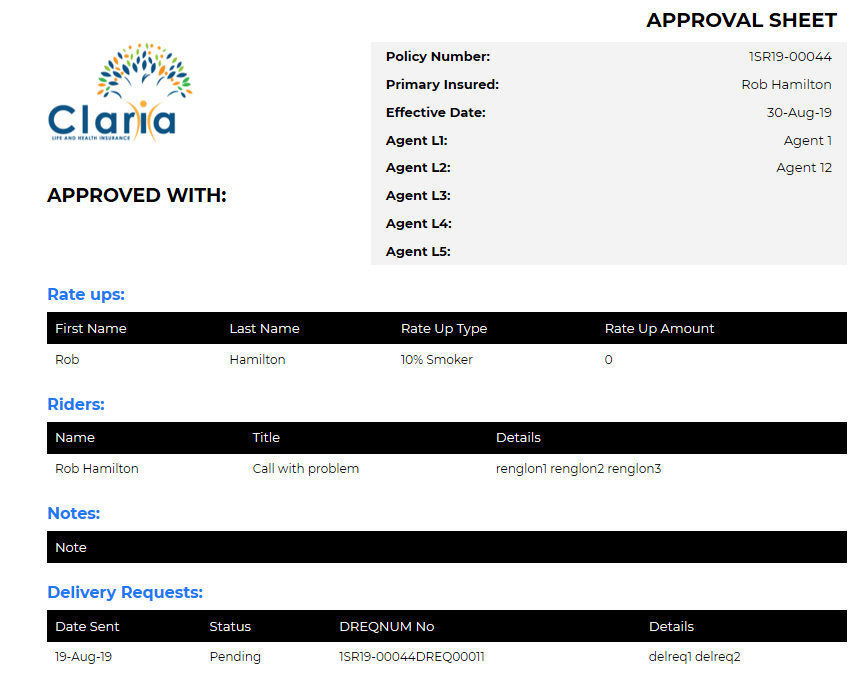 APPROVAL SHEET
Claria
LIFE AND HEALTH INSURANCE
APPROVED WITH:
Policy Number: 1SR19-00044
Primary Insured: Rob Hamilton
Effective Date: 30-Aug-19
Agent L1: Agent 1
Agent L2: Agent 12
Agent L3:
Agent L4:
Agent L5:
Rate ups:
First Name Last Name Rate Up Type Rate Up Amount
Rob Hamilton 10% Smoker 0
Riders:
Name Title Details
Rob Hamilton Call with problem renglon1 renglon2 renglon3
Notes:
Note
Delivery Requests:
Date Sent Status DREQNUM No Details
19-Aug-19 Pending 1SR19-00044DREQ00011 delreq1 delreq2